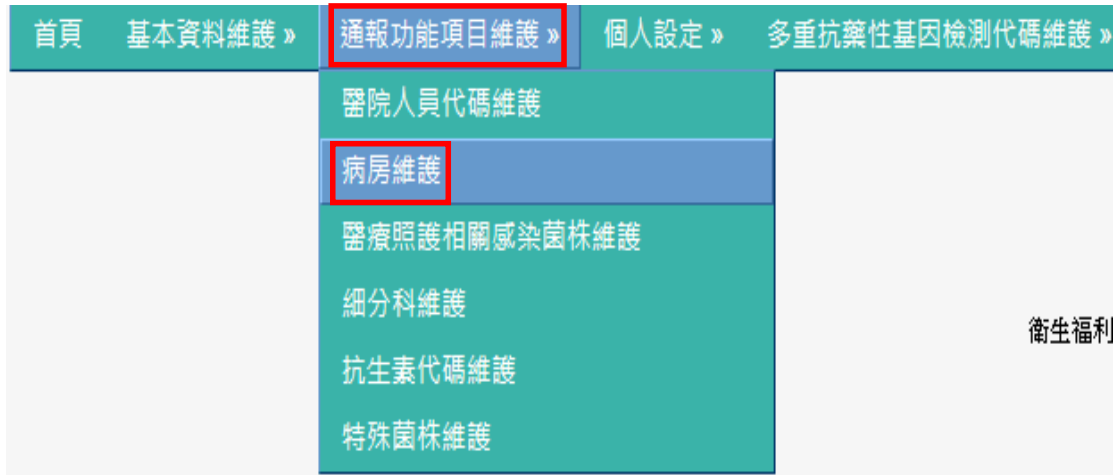 首頁 基本資料維護 » 通報功能項目維護 » 個人設定 » 多重抗藥性基因檢測代碼維護 »
醫院人員代碼維護
病房維護
醫療照護相關感染菌株維護
細分科維護
衛生福利
抗生素代碼維護
特殊菌株維護